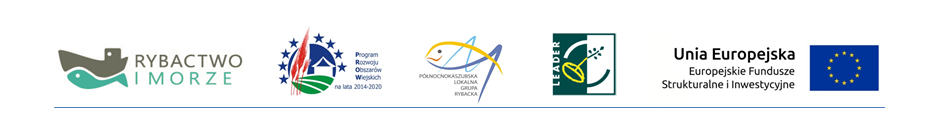 RYBACTWO
I MORZE
Program
Rozwoju
Obszarów
Wiejskich
na lata 2014-2020
PÓŁNOCNOKASZUBSKA
LOKALNA
GRUPA
RYBACKA
LEADER
Unia Europejska
Europejskie Fundusze
Strukturalne i Inwestycyjne